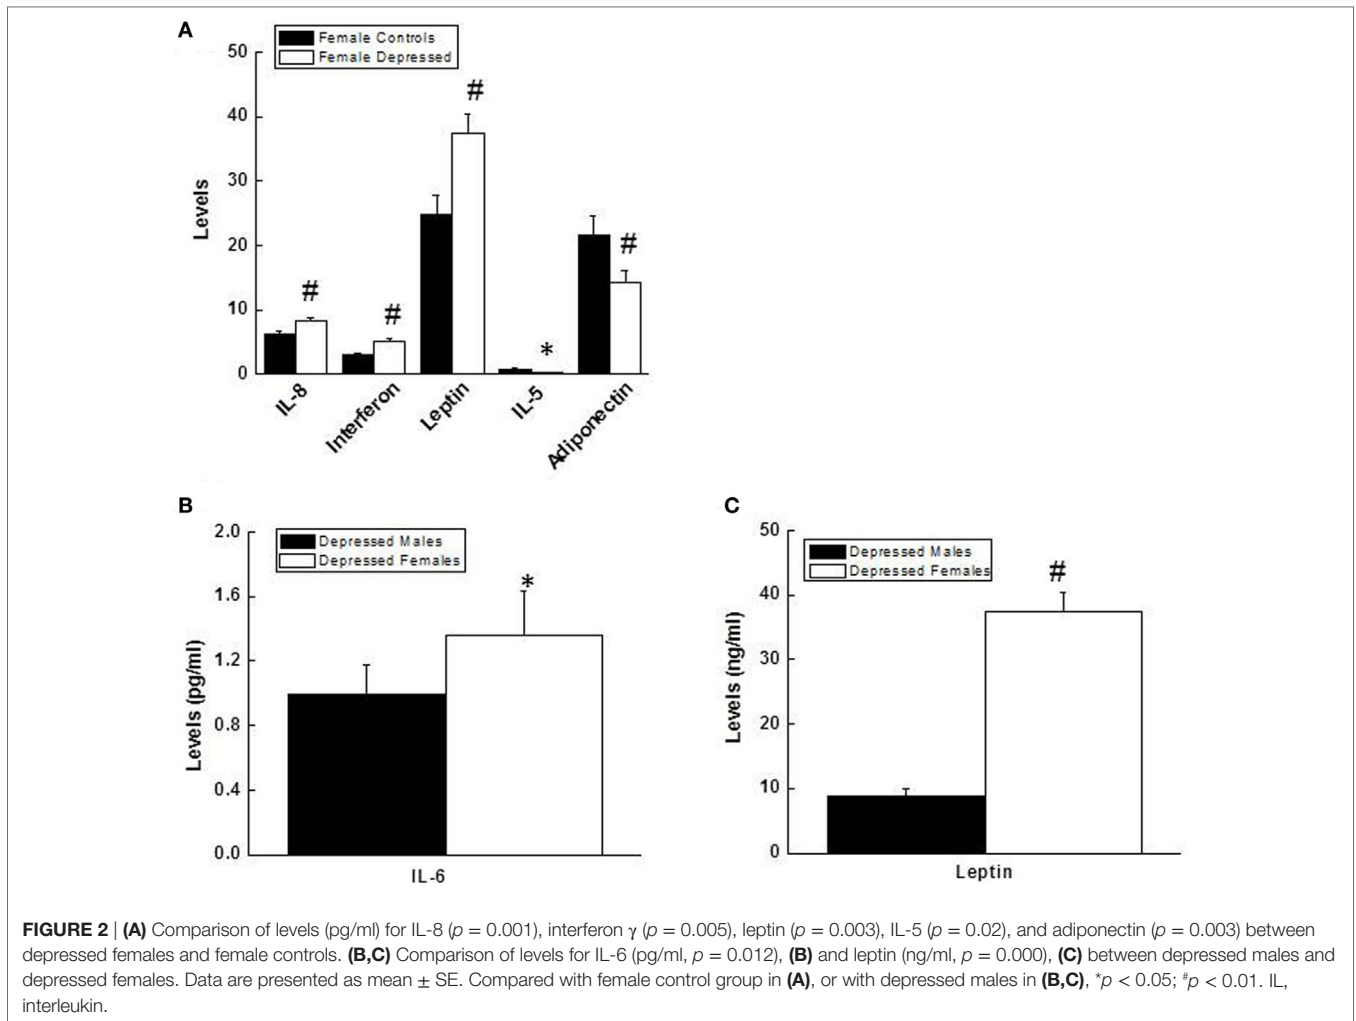 A
Female Controls
Female Depressed
50
40
30
20
10
0
Levels
#
#
#
*
#
IL-8
Interferon
Leptin
IL-5
Adiponectin
B
Depressed Males
Depressed Females
2.0
1.6
1.2
0.8
0.4
0.0
Levels (pg/ml)
*
IL-6
C
Depressed Males
Depressed Females
50
40
30
20
10
0
Levels (ng/ml)
#
Leptin
FIGURE 2 | (A) Comparison of levels (pg/ml) for IL-8 (p = 0.001), interferon γ (p = 0.005), leptin (p = 0.003), IL-5 (p = 0.02), and adiponectin (p = 0.003) between
depressed females and female controls. (B,C) Comparison of levels for IL-6 (pg/ml, p = 0.012), (B) and leptin (ng/ml, p = 0.000), (C) between depressed males and
depressed females. Data are presented as mean ± SE. Compared with female control group in (A), or with depressed males in (B,C), *p < 0.05; #p < 0.01. IL,
interleukin.